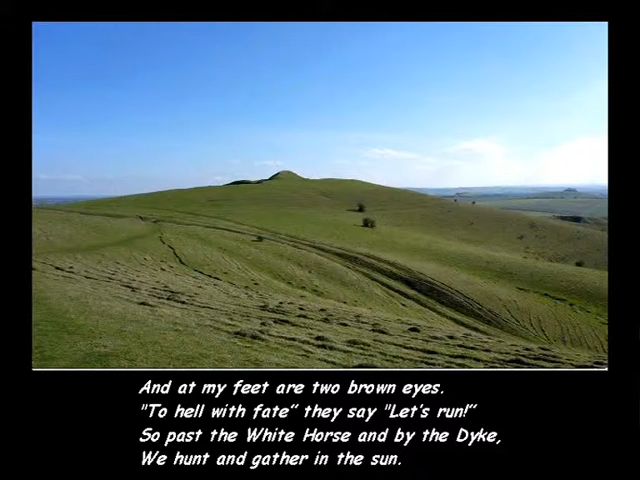 And at my feet are two brown eyes.
"To hell with fate" they say "Let's run!"
So past the White Horse and by the Dyke,
We hunt and gather in the sun.